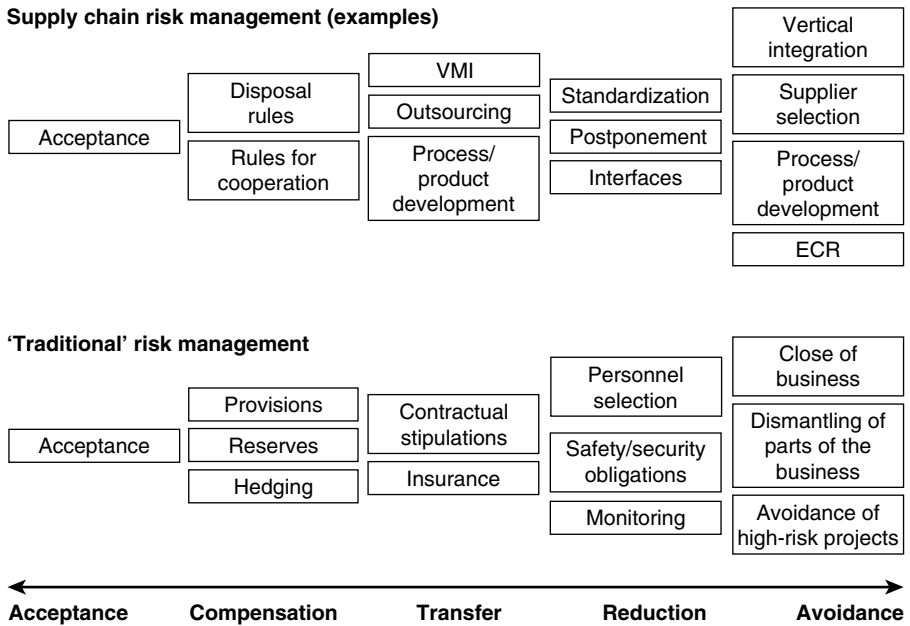 Supply chain risk management (examples)
Acceptance
Disposal
rules
Rules for
cooperation
VMI
Outsourcing
Process/
product
development
Standardization
Postponement
Interfaces
Vertical
integration
Supplier
selection
Process/
product
development
ECR
‘Traditional’ risk management
Acceptance
Provisions
Reserves
Hedging
Contractual
stipulations
Insurance
Personnel
selection
Safety/security
obligations
Monitoring
Close of
business
Dismantling of
parts of the
business
Avoidance of
high-risk projects
Acceptance Compensation Transfer Reduction Avoidance